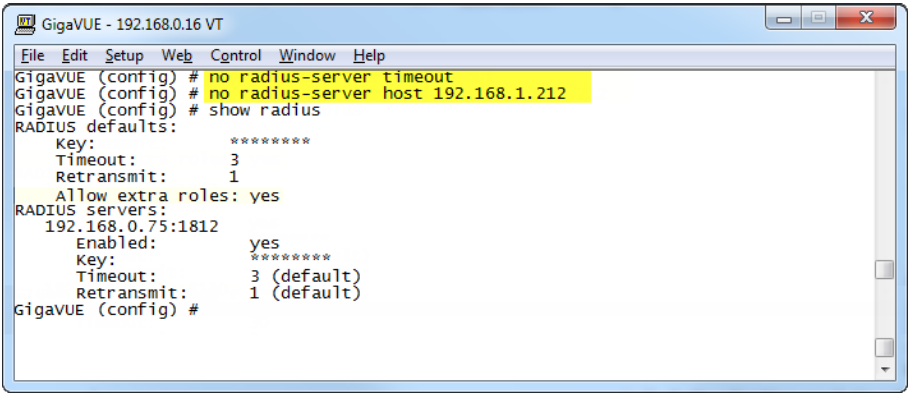 GigaVUE - 192.168.0.16 VT
File Edit Setup Web Control Window Help
GigaVUE (config) # no radius-server timeout
GigaVUE (config) # no radius-server host 192.168.1.212
GigaVUE (config) # show radius
RADIUS defaults:
    Key:             ********
    Timeout:         3
    Retransmit:      1
    Allow extra roles: yes
RADIUS servers:
   192.168.0.75:1812
      Enabled:         yes
      Key:             ********
      Timeout:         3 (default)
      Retransmit:      1 (default)
GigaVUE (config) #